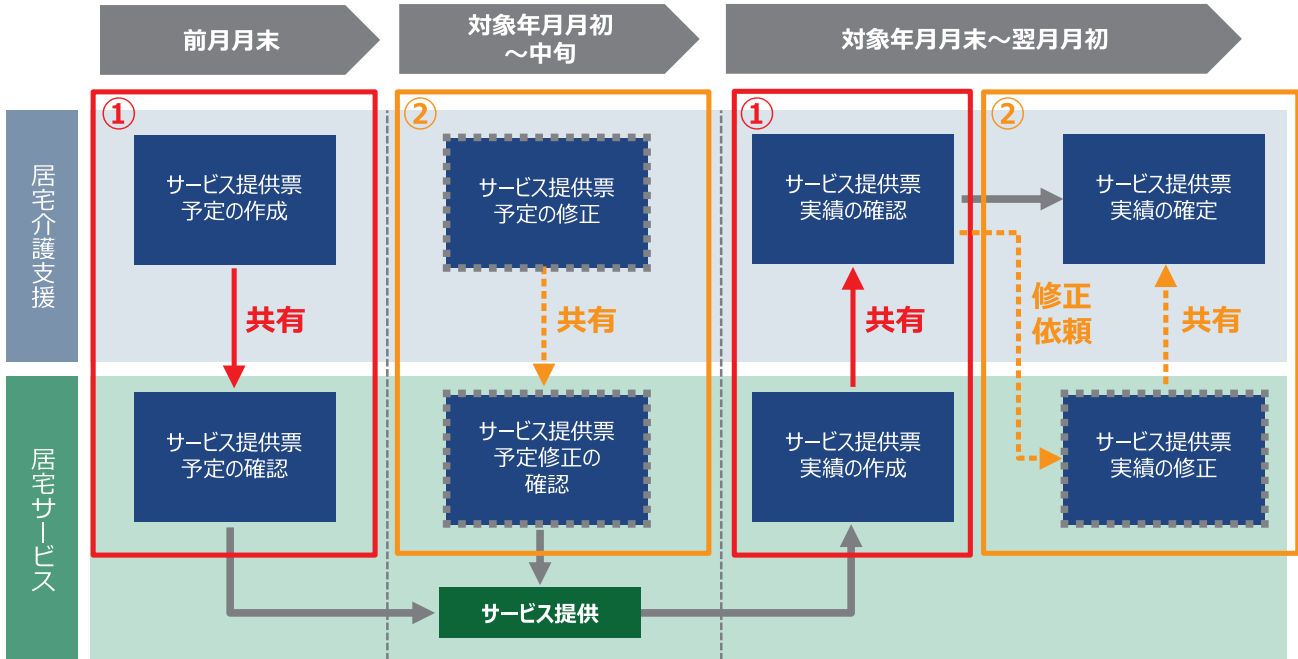 前月月末
対象年月月初
～中旬
対象年月月末～翌月月初
居宅介護支援
①
サービス提供票
予定の作成
共有
②
サービス提供票
予定の修正
共有
①
サービス提供票
実績の確認
共有
②
サービス提供票
実績の確定
修正
依頼
共有
居宅サービス
サービス提供票
予定の確認
サービス提供票
予定修正の
確認
サービス提供票
実績の作成
サービス提供票
実績の修正
サービス提供